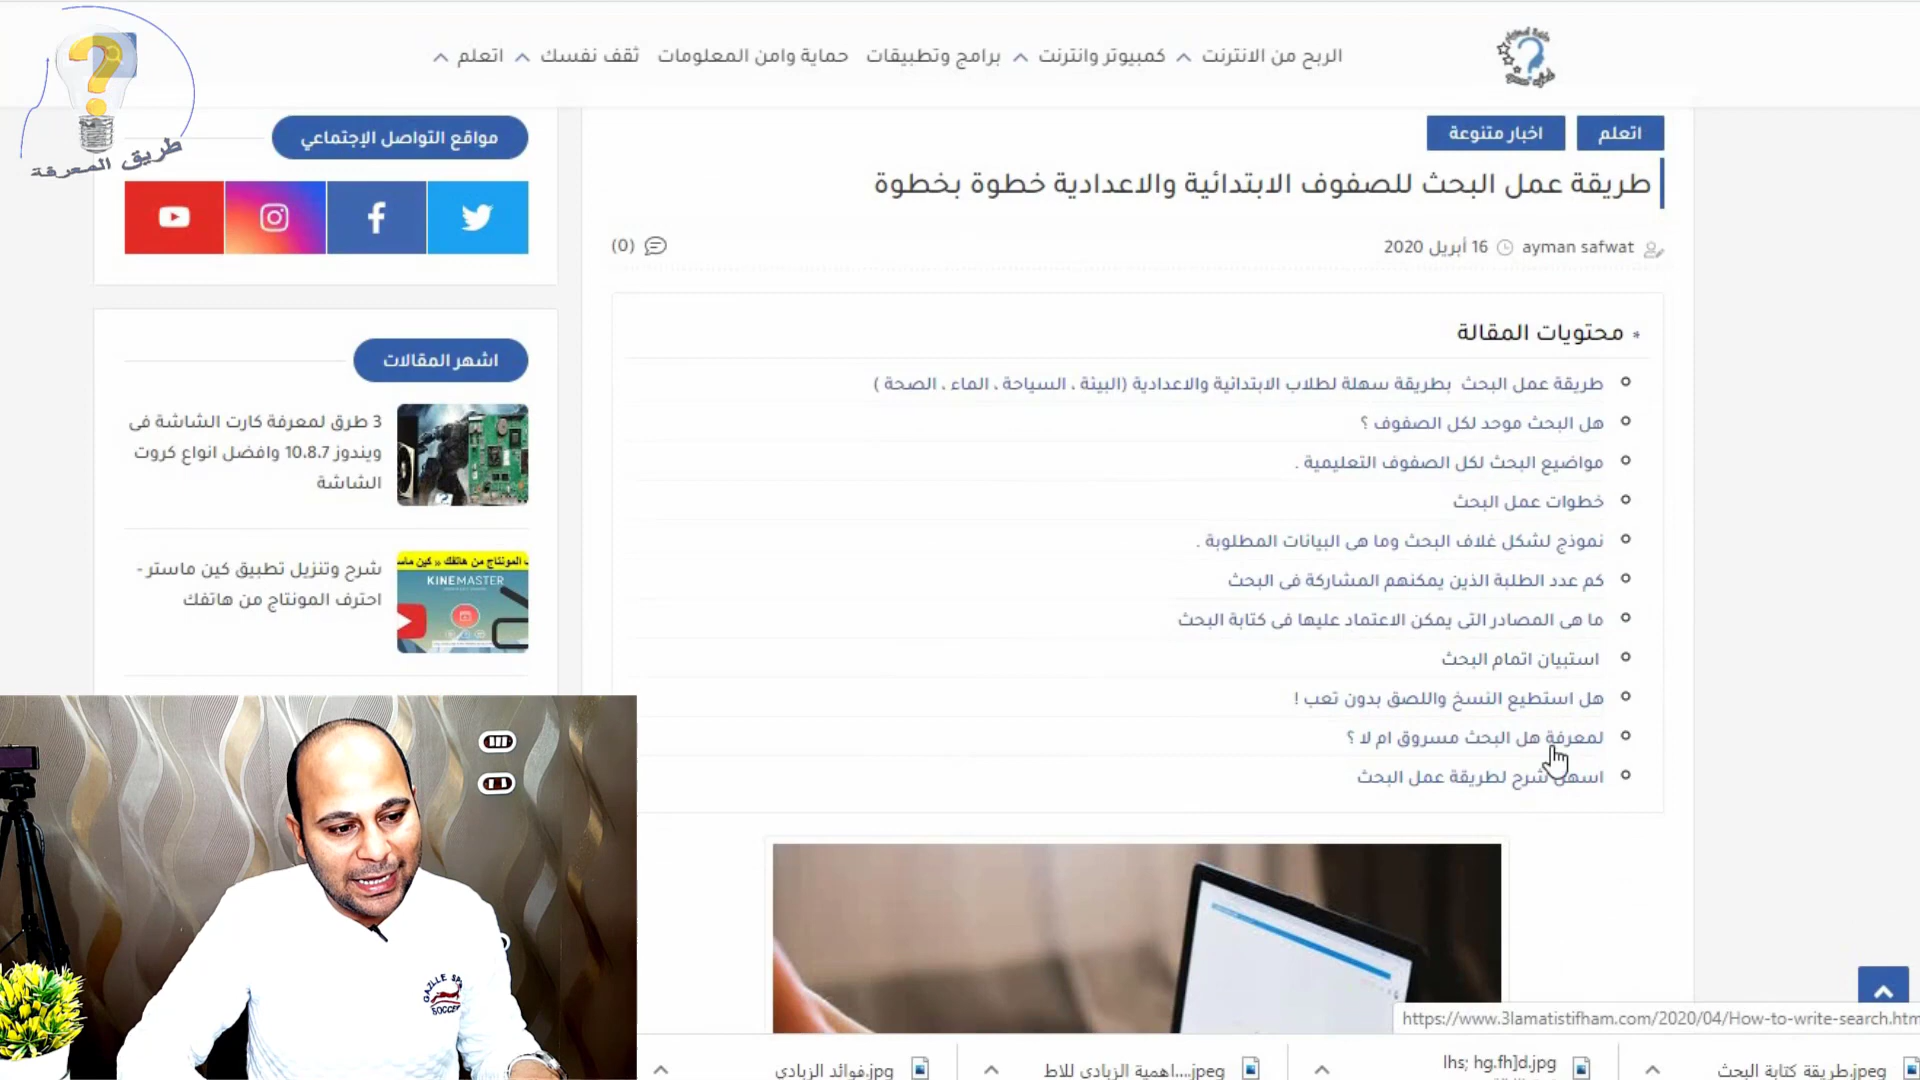 الربح من الانترنت
كمبيوتر وانترنت
برامج وتطبيقات
حماية وامن المعلومات
ثقف نفسك
اتعلم
طريق المعرفة
اتعلم
اخبار متنوعة
طريقة عمل البحث للصفوف الابتدائية والاعدادية خطوة بخطوة
ayman safwat
16 أبريل 2020
(0)
* محتويات المقالة
طريقة عمل البحث بطريقة سهلة لطلاب الابتدائية والاعدادية (البيئة ، السياحة ، الماء ، الصحة )
هل البحث موحد لكل الصفوف ؟
مواضيع البحث لكل الصفوف التعليمية .
خطوات عمل البحث
نموذج لشكل غلاف البحث وما هى البيانات المطلوبة .
كم عدد الطلبة الذين يمكنهم المشاركة فى البحث
ما هى المصادر التى يمكن الاعتماد عليها فى كتابة البحث
استبيان اتمام البحث
هل استطيع النسخ واللصق بدون تعب !
لمعرفة هل البحث مسروق ام لا ؟
اسهل شرح لطريقة عمل البحث
مواقع التواصل الإجتماعي
اشهر المقالات
3 طرق لمعرفة كارت الشاشة فى
ويندوز 10.8.7 وافضل انواع كروت
الشاشة
شرح وتنزيل تطبيق كين ماستر -
احترف المونتاج من هاتفك
KINEMASTER
GAZLLE SP
SOCCER
https://www.3lamatistifham.com/2020/04/How-to-write-search.htm
طريقة كتابة البحث.jpeg
lhs; hg.fh]d.jpg
اهمية الزبادي للاط....jpeg
فوائد الزبادي.jpg